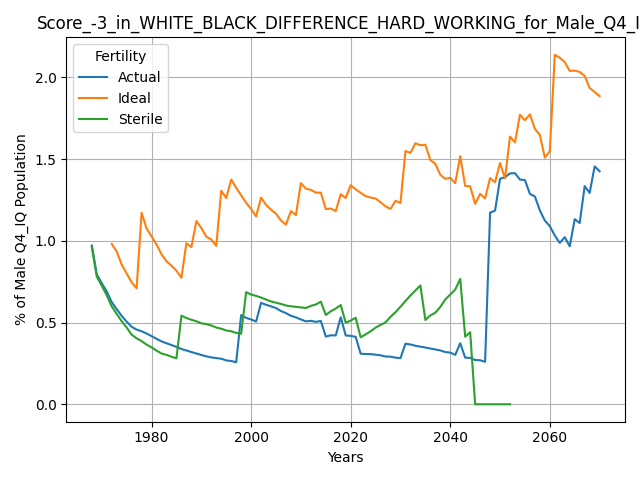 Score_-3_in_WHITE_BLACK_DIFFERENCE_HARD_WORKING_for_Male_Q4_I
Fertility
Actual
Ideal
Sterile
% of Male Q4_IQ Population
2.0
1.5
1.0
0.5
0.0
1980
2000
2020
2040
2060
Years